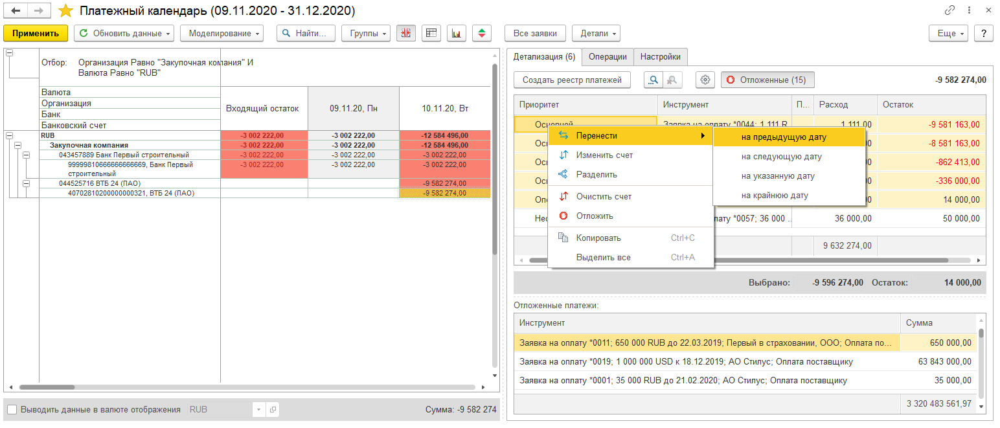 Платежный календарь (09.11.2020 - 31.12.2020)
Применить
Обновить данные
Моделирование
Найти...
Группы
Все заявки
Детали
Еще
?
Отбор: Организация Равно "Закупочная компания" И
Валюта Равно "RUB"
Валюта
Организация
Банк
Банковский счет
Входящий остаток
09.11.20, Пн
10.11.20, Вт
RUB -3 002 222,00 -3 002 222,00 -12 584 496,00
Закупочная компания -3 002 222,00 -3 002 222,00 -12 584 496,00
043457889 Банк Первый строительный -3 002 222,00 -3 002 222,00 -3 002 222,00
99999810666666666669, Банк Первый -3 002 222,00 -3 002 222,00 -3 002 222,00
строительный
044525716 ВТБ 24 (ПАО) -9 582 274,00
40702810200000000321, ВТБ 24 (ПАО) -9 582 274,00
Выводить данные в валюте отображения RUB Сумма: -9 582 274
Детализация (6) Операции Настройки
Создать реестр платежей Отложенные (15) -9 582 274,00
Приоритет Инструмент П... Расход Остаток
Основной Заявка на оплату *0044; 1 111 R 1 111,00 -9 581 163,00
Осн -8 581 163,00
Осн -862 413,00
Осн -336 000,00
Опе 14 000,00
Нес лату *0057; 36 000 ... 36 000,00 50 000,00
9 632 274,00
Перенести
Изменить счет
Разделить
Очистить счет
Отложить
Копировать Ctrl+C
Выделить все Ctrl+A
на предыдущую дату
на следующую дату
на указанную дату
на крайнюю дату
Выбрано: -9 596 274,00 Остаток: 14 000,00
Отложенные платежи:
Инструмент Сумма
Заявка на оплату *0011; 650 000 RUB до 22.03.2019; Первый в страховании, ООО; Оплата по... 650 000,00
Заявка на оплату *0019; 1 000 000 USD к 18.12.2019; АО Стилус; Оплата поставщику 63 843 000,00
Заявка на оплату *0001; 35 000 RUB до 21.02.2020; АО Стилус; Оплата поставщику 35 000,00
3 320 483 561,97